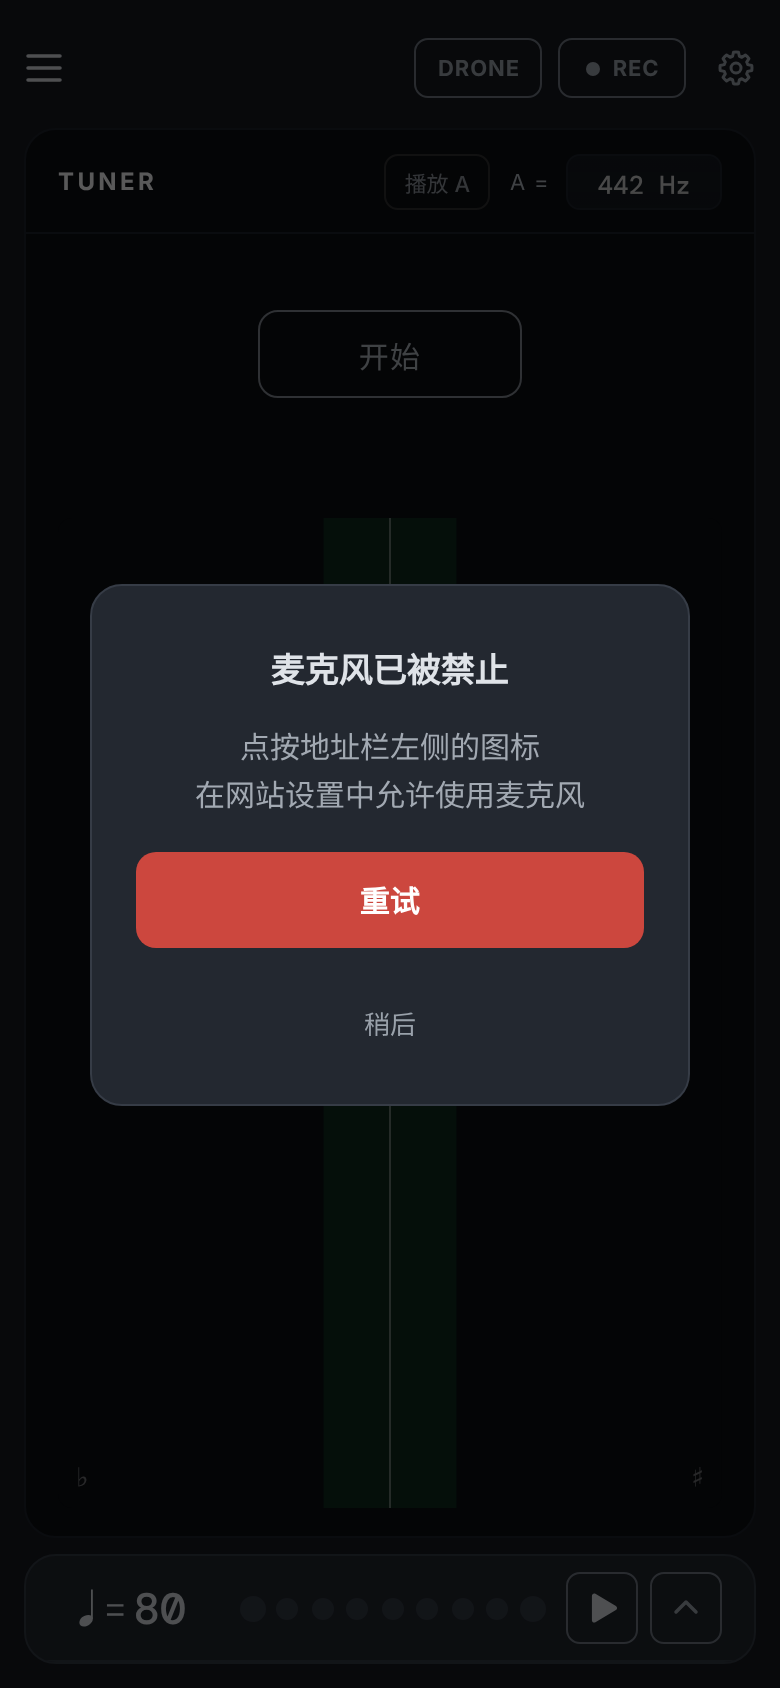 DRONE
REC
TUNER
播放 A
A =
442 Hz
开始
麦克风已被禁止
点按地址栏左侧的图标
在网站设置中允许使用麦克风
重试
稍后
♭
♯
♩ = 80